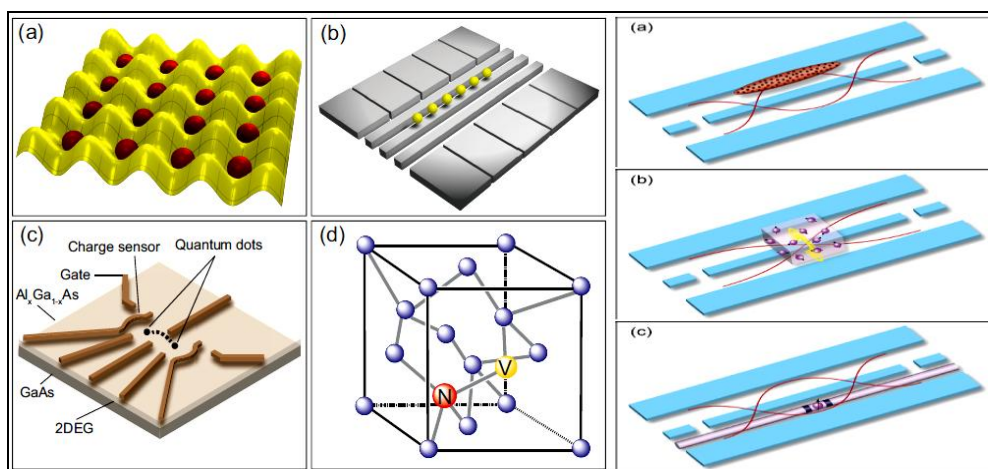 (a)
(b)
(c)
Charge sensor
Quantum dots
Gate
AlₓGa₁₋ₓAs
GaAs
2DEG
(d)
V
N
(a)
(b)
(c)